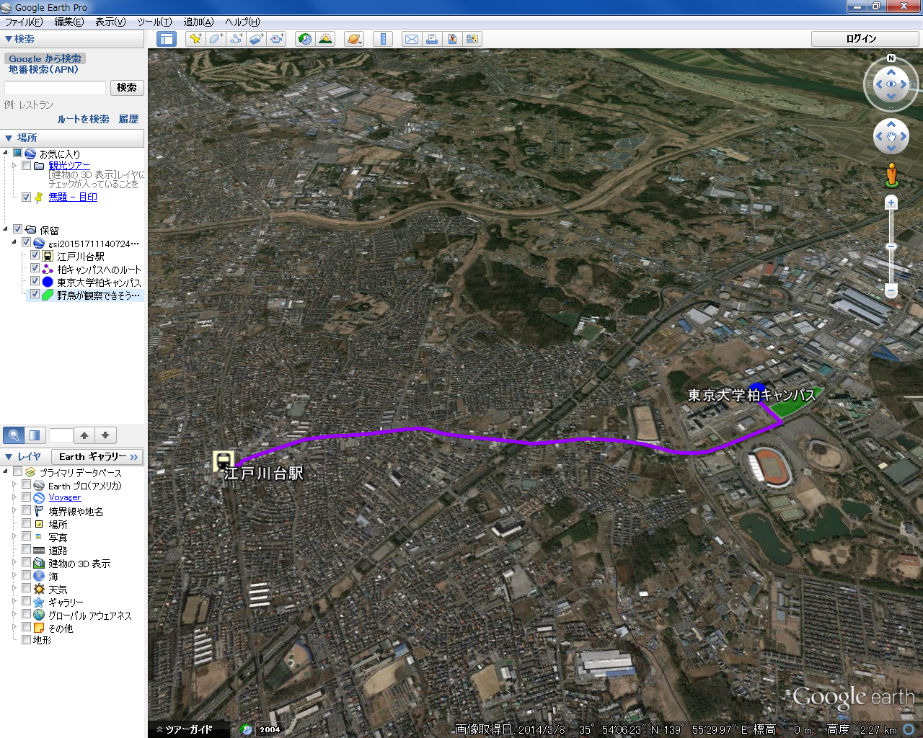 Google Earth Pro
ファイル(F) 編集(E) 表示(V) ツール(T) 追加(A) ヘルプ(H)
▼検索
Google から検索
地番検索(APN)
検索
例: レストラン
ルートを検索 履歴
▼ 場所
お気に入り
観光ツアー
[建物の 3D 表示]レイヤに
チェックが入っていることを
無題 - 目印
保留
gsi20151711140724…
江戸川台駅
柏キャンパスへのルート
東京大学柏キャンパス
野鳥が観察できそう…
▼ レイヤ Earth ギャラリー »
プライマリ データベース
Earth プロ(アメリカ)
Voyager
境界線や地名
場所
写真
道路
建物の 3D 表示
海
天気
ギャラリー
グローバル アウェアネス
その他
地形
ログイン
N
東京大学柏キャンパス
江戸川台駅
Google earth
ツアーガイド
2004
画像取得日: 2014/3/8 35°54'06.23" N 139°55'29.97" E 標高 0 m 高度 2.27 km